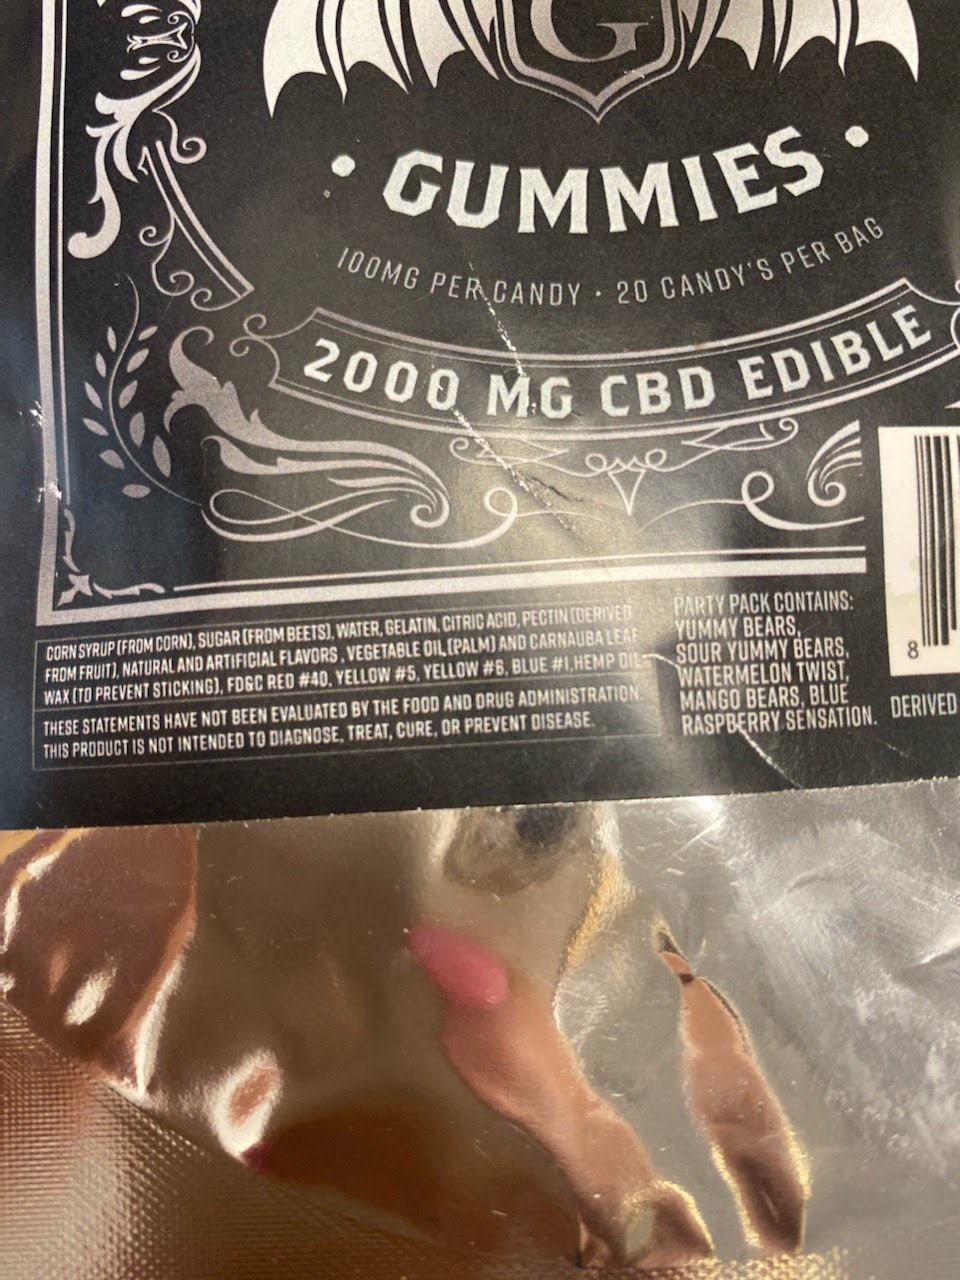 G
• GUMMIES •
100MG PER CANDY • 20 CANDY'S PER BAG
2000 MG CBD EDIBLE
CORN SYRUP (FROM CORN), SUGAR (FROM BEETS), WATER, GELATIN, CITRIC ACID, PECTIN (DERIVED
FROM FRUIT), NATURAL AND ARTIFICIAL FLAVORS , VEGETABLE OIL (PALM) AND CARNAUBA LEAF
WAX (TO PREVENT STICKING), FD&C RED #40, YELLOW #5, YELLOW #6, BLUE #1, HEMP OIL
THESE STATEMENTS HAVE NOT BEEN EVALUATED BY THE FOOD AND DRUG ADMINISTRATION.
THIS PRODUCT IS NOT INTENDED TO DIAGNOSE, TREAT, CURE, OR PREVENT DISEASE.
PARTY PACK CONTAINS:
YUMMY BEARS,
SOUR YUMMY BEARS,
WATERMELON TWIST,
MANGO BEARS, BLUE
RASPBERRY SENSATION.
8
DERIVED